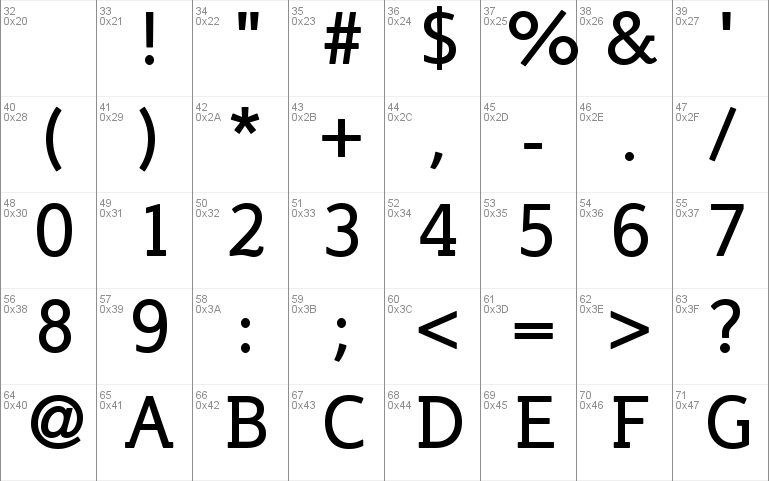 32 33 34 35 36 37 38 39
0x20 0x21 0x22 0x23 0x24 0x25 0x26 0x27
! " # $ % & '
40 41 42 43 44 45 46 47
0x28 0x29 0x2A 0x2B 0x2C 0x2D 0x2E 0x2F
( ) * + , - . /
48 49 50 51 52 53 54 55
0x30 0x31 0x32 0x33 0x34 0x35 0x36 0x37
0 1 2 3 4 5 6 7
56 57 58 59 60 61 62 63
0x38 0x39 0x3A 0x3B 0x3C 0x3D 0x3E 0x3F
8 9 : ; < = > ?
64 65 66 67 68 69 70 71
0x40 0x41 0x42 0x43 0x44 0x45 0x46 0x47
@ A B C D E F G